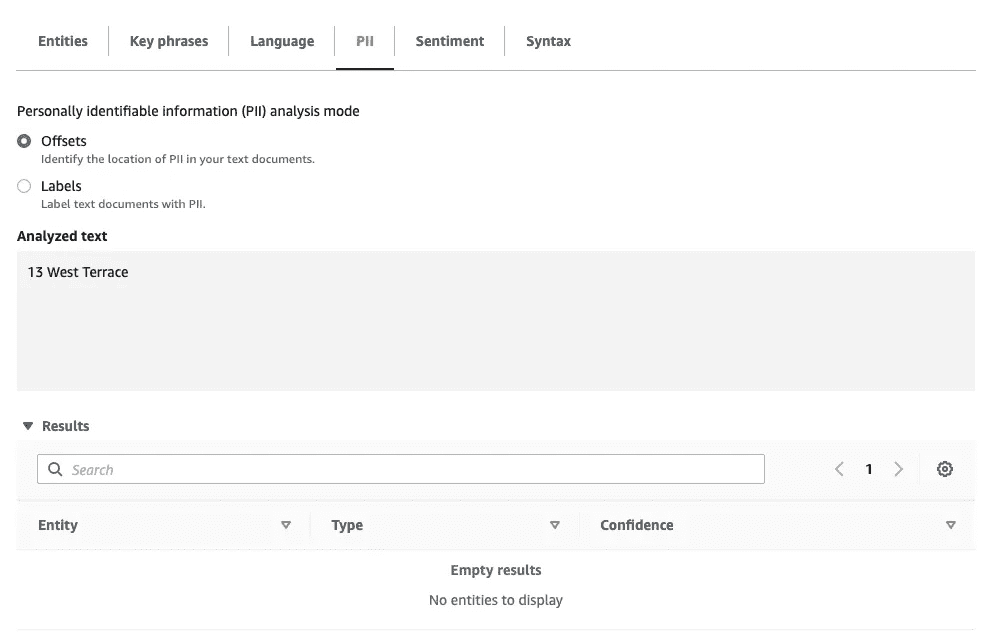 Entities Key phrases Language PII Sentiment Syntax
Personally identifiable information (PII) analysis mode
Offsets
Identify the location of PII in your text documents.
Labels
Label text documents with PII.
Analyzed text
13 West Terrace
Results
Search 1
Entity Type Confidence
Empty results
No entities to display